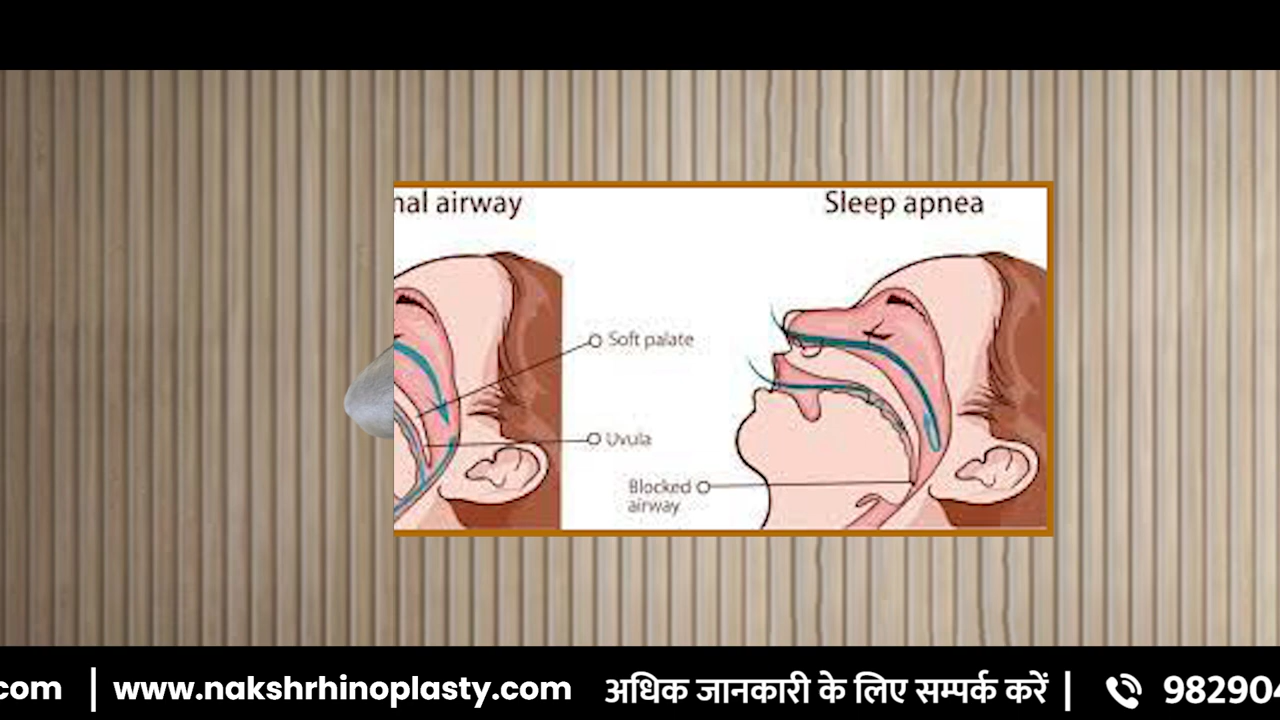 nal airway
Sleep apnea
Soft palate
Uvula
Blocked
airway
com | www.nakshrhinoplasty.com अधिक जानकारी के लिए सम्पर्क करें | 98290